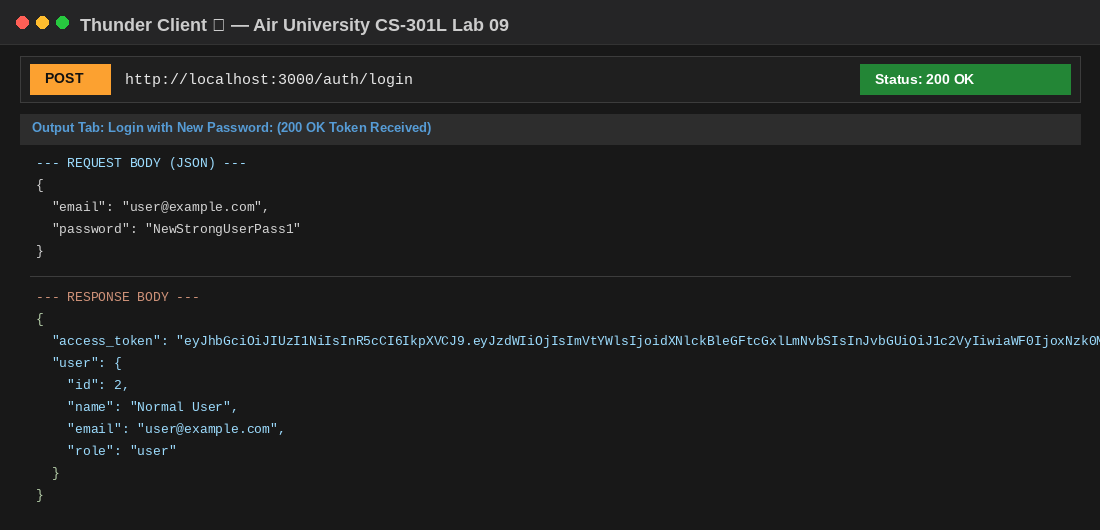 Thunder Client — Air University CS-301L Lab 09
POST http://localhost:3000/auth/login Status: 200 OK
Output Tab: Login with New Password: (200 OK Token Received)
--- REQUEST BODY (JSON) ---
{
"email": "user@example.com",
"password": "NewStrongUserPass1"
}
--- RESPONSE BODY ---
{
"access_token": "eyJhbGciOiJIUzI1NiIsInR5cCI6IkpXVCJ9.eyJzdWIiOjIsImVtYWlsIjoidXNlckBleGFtcGxlLmNvbSIsInJvbGUiOiJ1c2VyIiwiaWF0IjoxNzk0M
"user": {
"id": 2,
"name": "Normal User",
"email": "user@example.com",
"role": "user"
}
}